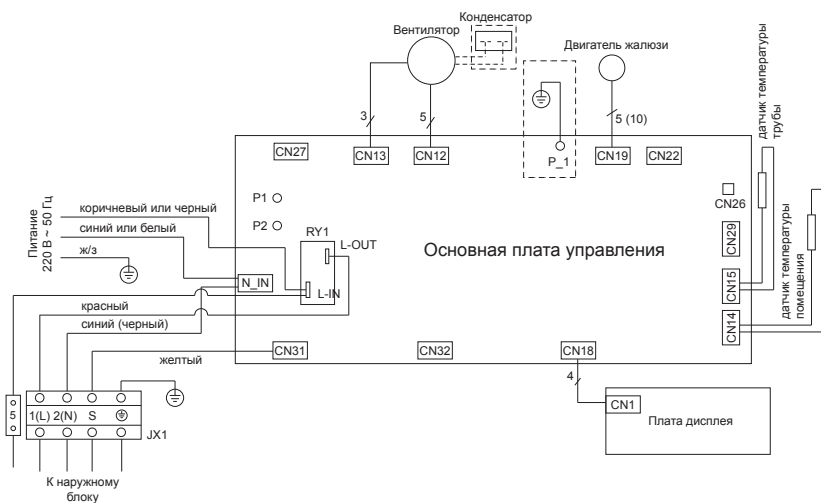 Конденсатор
Вентилятор
Двигатель жалюзи
3
5
5 (10)
датчик температуры
трубы
CN27
CN13
CN12
P_1
CN19
CN22
P1
P2
CN26
Питание
220 В ~ 50 Гц
коричневый или черный
синий или белый
ж/з
RY1
L-OUT
L-IN
N_IN
Основная плата управления
CN29
CN15
CN14
датчик температуры
помещения
красный
синий (черный)
желтый
CN31
CN32
CN18
4
CN1
Плата дисплея
5
1(L) 2(N) S
JX1
К наружному
блоку